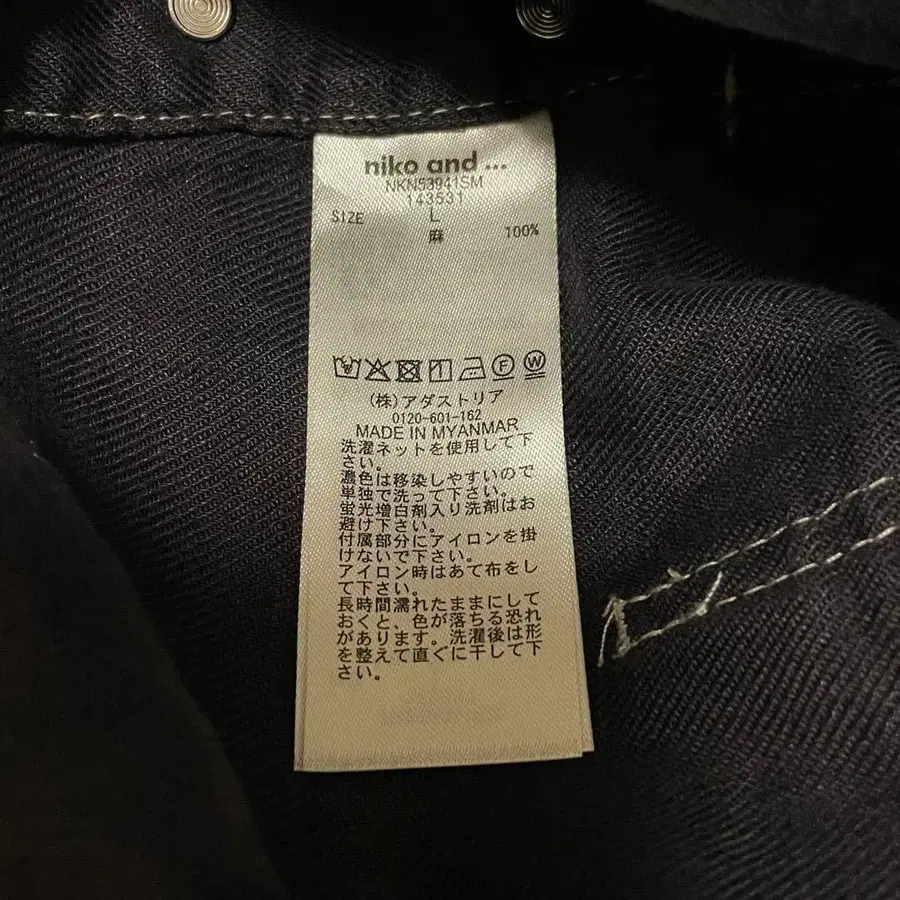 niko and ...
NKN53941SM
143531
SIZE L
麻 100%
F W
(株)アダストリア
0120-601-162
MADE IN MYANMAR
洗濯ネットを使用して下
さい。
濃色は移染しやすいので
単独で洗って下さい。
蛍光増白剤入り洗剤はお
避け下さい。
付属部分にアイロンを掛
けないで下さい。
アイロン時はあて布をし
て下さい。
長時間濡れたままにして
おくと、色が落ちる恐れ
があります。洗濯後は形
を整えて直ぐに干して下
さい。